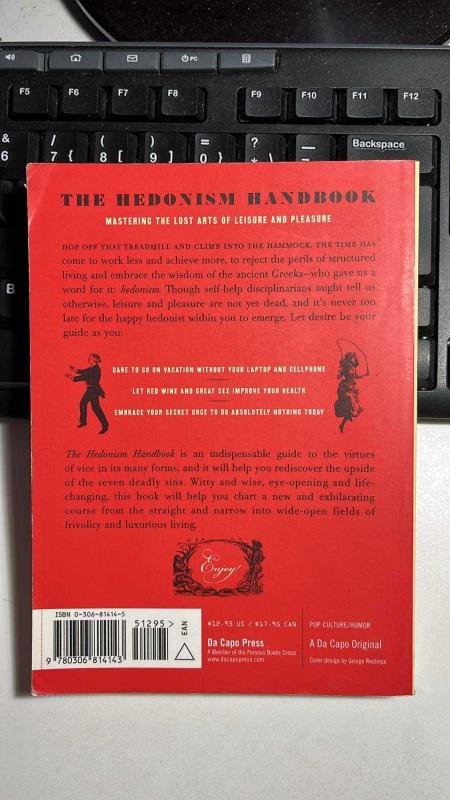 PC
F5 F6 F7 F8 F9 F10 F11 F12
& / ( ) = ? —
6 7 { 8 [ 9 ] 0 } * \ Backspace
B
THE HEDONISM HANDBOOK
MASTERING THE LOST ARTS OF LEISURE AND PLEASURE
HOP OFF THAT TREADMILL AND CLIMB INTO THE HAMMOCK. THE TIME HAS
come to work less and achieve more, to reject the perils of structured
living and embrace the wisdom of the ancient Greeks—who gave us a
word for it: hedonism. Though self-help disciplinarians might tell us
otherwise, leisure and pleasure are not yet dead, and it's never too
late for the happy hedonist within you to emerge. Let desire be your
guide as you:
DARE TO GO ON VACATION WITHOUT YOUR LAPTOP AND CELLPHONE
LET RED WINE AND GREAT SEX IMPROVE YOUR HEALTH
EMBRACE YOUR SECRET URGE TO DO ABSOLUTELY NOTHING TODAY
The Hedonism Handbook is an indispensable guide to the virtues
of vice in its many forms, and it will help you rediscover the upside
of the seven deadly sins. Witty and wise, eye-opening and life-
changing, this book will help you chart a new and exhilarating
course from the straight and narrow into wide-open fields of
frivolity and luxurious living.
Enjoy!
ISBN 0-306-81414-5
51295>
EAN
9 780306 814143
$12.95 US / $17.95 CAN
Da Capo Press
A Member of the Perseus Books Group
www.dacapopress.com
POP CULTURE/HUMOR
A Da Capo Original
Cover design by George Restrepo